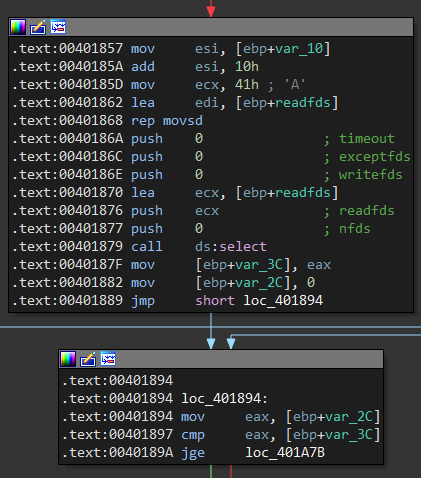 .text:00401857 mov esi, [ebp+var_10]
.text:0040185A add esi, 10h
.text:0040185D mov ecx, 41h ; 'A'
.text:00401862 lea edi, [ebp+readfds]
.text:00401868 rep movsd
.text:0040186A push 0 ; timeout
.text:0040186C push 0 ; exceptfds
.text:0040186E push 0 ; writefds
.text:00401870 lea ecx, [ebp+readfds]
.text:00401876 push ecx ; readfds
.text:00401877 push 0 ; nfds
.text:00401879 call ds:select
.text:0040187F mov [ebp+var_3C], eax
.text:00401882 mov [ebp+var_2C], 0
.text:00401889 jmp short loc_401894
.text:00401894
.text:00401894 loc_401894:
.text:00401894 mov eax, [ebp+var_2C]
.text:00401897 cmp eax, [ebp+var_3C]
.text:0040189A jge loc_401A7B